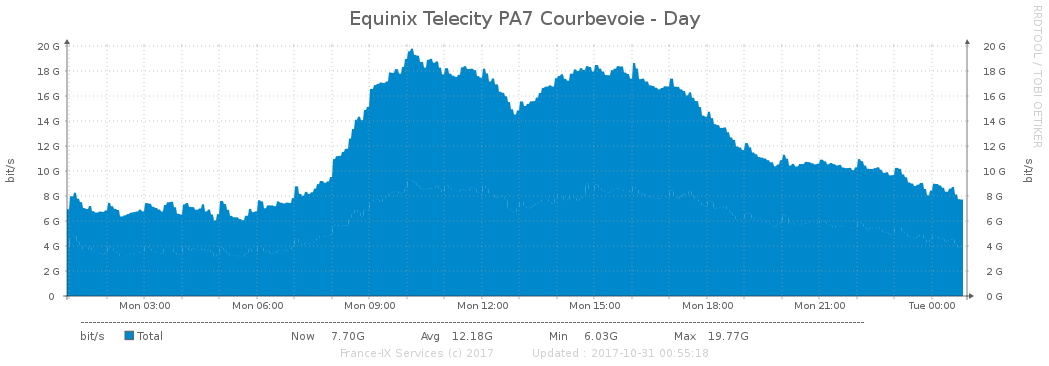 Equinix Telecity PA7 Courbevoie - Day
RRDTOOL / TOBI OETIKER
bit/s
20 G 20 G
18 G 18 G
16 G 16 G
14 G 14 G
12 G 12 G
10 G 10 G
8 G 8 G
6 G 6 G
4 G 4 G
2 G 2 G
0 0 G
bit/s
Mon 03:00 Mon 06:00 Mon 09:00 Mon 12:00 Mon 15:00 Mon 18:00 Mon 21:00 Tue 00:00
bit/s Total Now 7.70G Avg 12.18G Min 6.03G Max 19.77G
France-IX Services (c) 2017 Updated : 2017-10-31 00:55:18